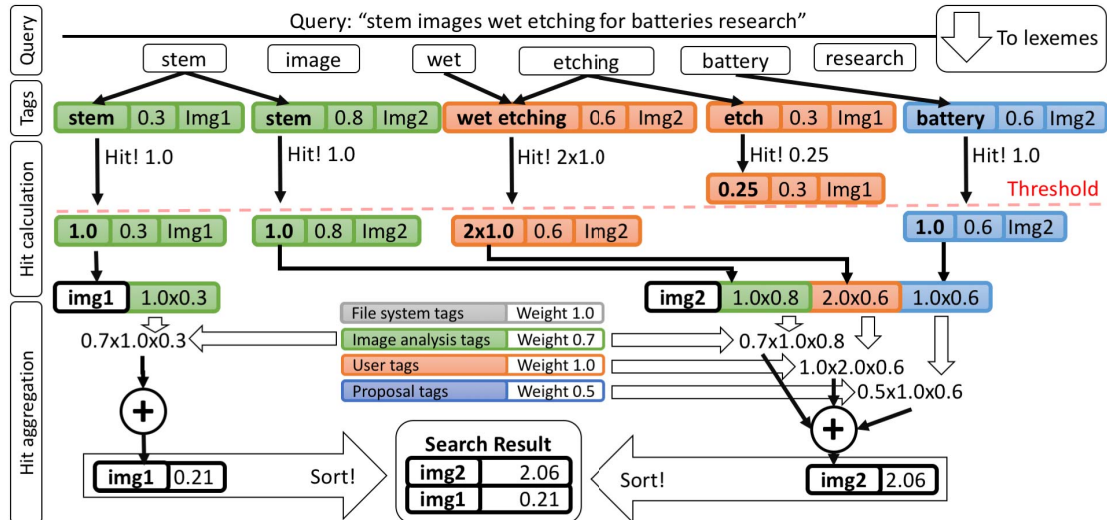 Query
Query: “stem images wet etching for batteries research”
To lexemes
stem image wet etching battery research
Tags
stem 0.3 Img1 stem 0.8 Img2 wet etching 0.6 Img2 etch 0.3 Img1 battery 0.6 Img2
Hit calculation
Hit! 1.0 Hit! 1.0 Hit! 2x1.0 Hit! 0.25 Hit! 1.0
0.25 0.3 Img1
Threshold
1.0 0.3 Img1 1.0 0.8 Img2 2x1.0 0.6 Img2 1.0 0.6 Img2
Hit aggregation
img1 1.0x0.3 img2 1.0x0.8 2.0x0.6 1.0x0.6
File system tags Weight 1.0
0.7x1.0x0.3 Image analysis tags Weight 0.7 0.7x1.0x0.8
User tags Weight 1.0 1.0x2.0x0.6
Proposal tags Weight 0.5 0.5x1.0x0.6
+ +
Search Result
img1 0.21 Sort! img2 2.06 Sort! img2 2.06
img1 0.21